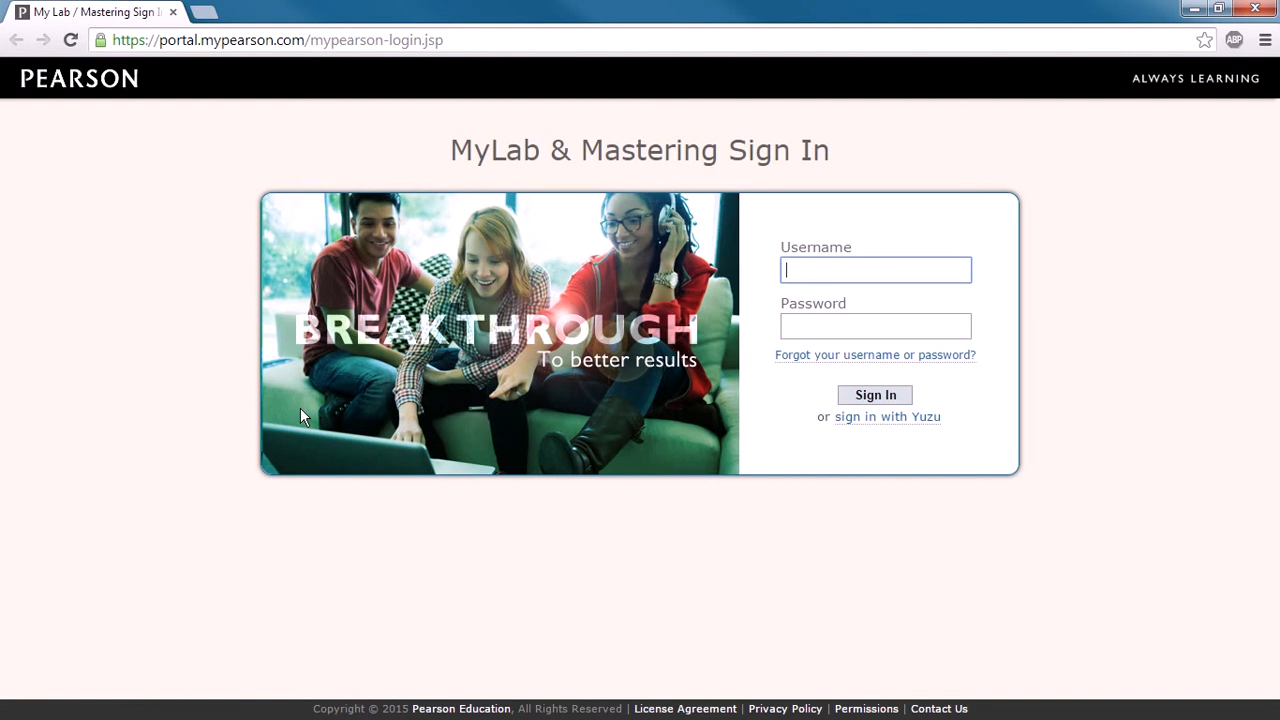 My Lab / Mastering Sign I
https://portal.mypearson.com/mypearson-login.jsp
ABP
PEARSON
ALWAYS LEARNING
MyLab & Mastering Sign In
BREAKTHROUGH
To better results
Username
Password
Forgot your username or password?
Sign In
or sign in with Yuzu
Copyright © 2015 Pearson Education, All Rights Reserved | License Agreement | Privacy Policy | Permissions | Contact Us